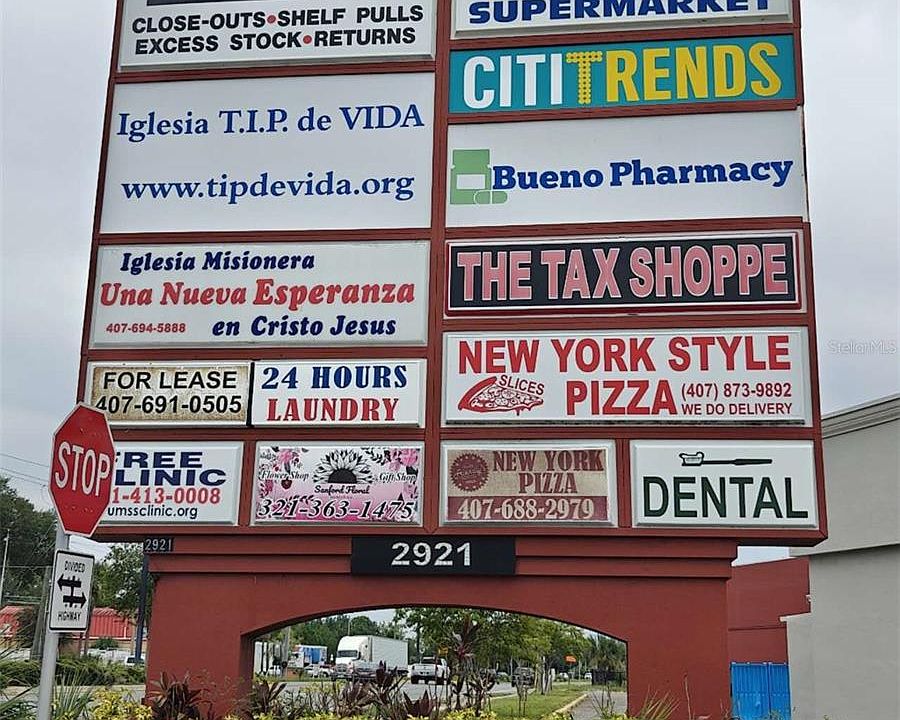 CLOSE-OUTS•SHELF PULLS
EXCESS STOCK•RETURNS
Iglesia T.I.P. de VIDA
www.tipdevida.org
Iglesia Misionera
Una Nueva Esperanza
407-694-5888 en Cristo Jesus
FOR LEASE
407-691-0505
24 HOURS
LAUNDRY
FREE
CLINIC
1-413-0008
umssclinic.org
Flower Shop
Gift Shop
Sanford Floral
321-363-1475
SUPERMARKET
CITITRENDS
Bueno Pharmacy
THE TAX SHOPPE
NEW YORK STYLE
SLICES
PIZZA (407) 873-9892
WE DO DELIVERY
NEW YORK
PIZZA
407-688-2979
DENTAL
2921
2921
STOP
DIVIDED
HIGHWAY
StellarMLS